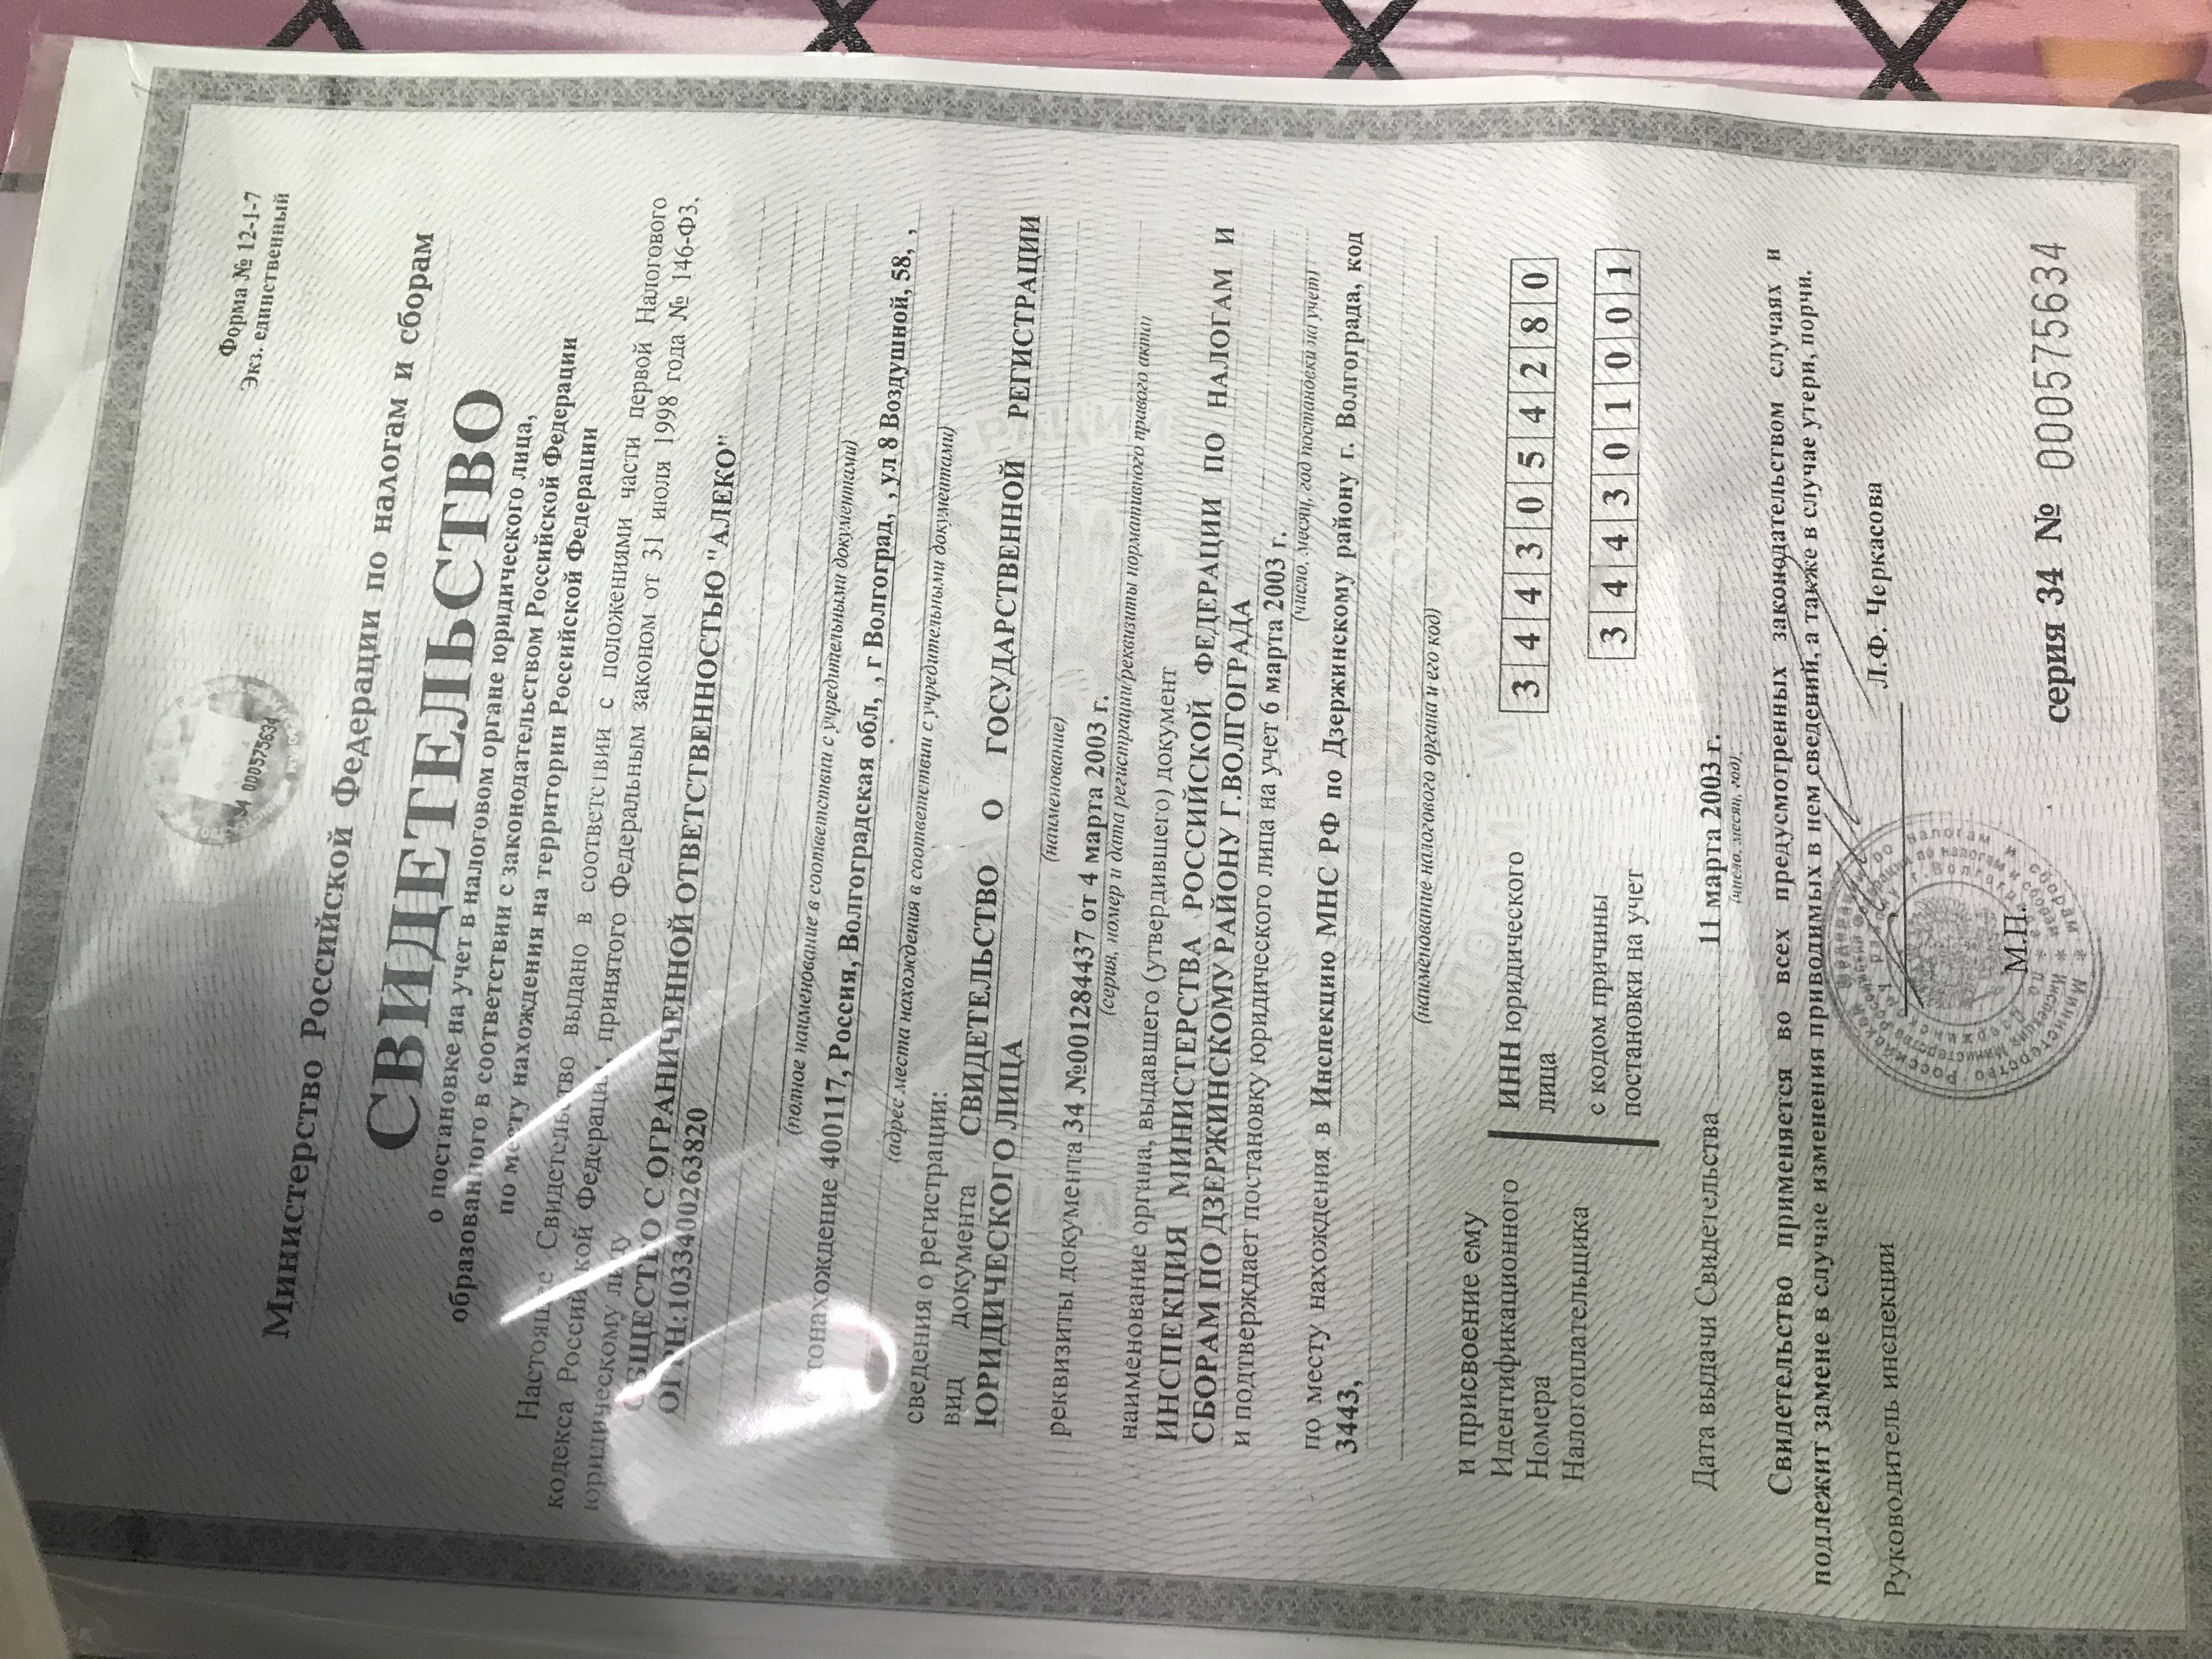 Форма № 12-1-7
Экз. единственный
34 000575634
Министерство Российской Федерации по налогам и сборам
СВИДЕТЕЛЬСТВО
о постановке на учет в налоговом органе юридического лица,
образованного в соответствии с законодательством Российской Федерации
по месту нахождения на территории Российской Федерации
Настоящее Свидетельство выдано в соответствии с положениями части первой Налогового
кодекса Российской Федерации, принятого Федеральным законом от 31 июля 1998 года № 146-ФЗ,
юридическому лицу
ОБЩЕСТВО С ОГРАНИЧЕННОЙ ОТВЕТСТВЕННОСТЬЮ "АЛЕКО"
ОГРН:1033400263820
(полное наименование в соответствии с учредительными документами)
местонахождение 400117, Россия, Волгоградская обл, , г Волгоград, , ул 8 Воздушной, 58, ,
(адрес места нахождения в соответствии с учредительными документами)
сведения о регистрации:
вид документа СВИДЕТЕЛЬСТВО О ГОСУДАРСТВЕННОЙ РЕГИСТРАЦИИ
ЮРИДИЧЕСКОГО ЛИЦА
(наименование)
реквизиты документа 34 №001284437 от 4 марта 2003 г.
(серия, номер и дата регистрации/реквизиты нормативного правого акта)
наименование органа, выдавшего (утвердившего) документ
ИНСПЕКЦИЯ МИНИСТЕРСТВА РОССИЙСКОЙ ФЕДЕРАЦИИ ПО НАЛОГАМ И
СБОРАМ ПО ДЗЕРЖИНСКОМУ РАЙОНУ Г.ВОЛГОГРАДА
и подтверждает постановку юридического лица на учет 6 марта 2003 г.
(число, месяц, год постановки на учет)
по месту нахождения в Инспекцию МНС РФ по Дзержинскому району г. Волгограда, код
3443,
(наименование налогового органа и его код)
и присвоение ему
Идентификационного
Номера
Налогоплательщика
ИНН юридического
лица
3 4 4 3 0 5 4 2 8 0
с кодом причины
постановки на учет
3 4 4 3 0 1 0 0 1
Дата выдачи Свидетельства 11 марта 2003 г.
(число, месяц, год)
Свидетельство применяется во всех предусмотренных законодательством случаях и
подлежит замене в случае изменения приводимых в нем сведений, а также в случае утери, порчи.
Руководитель инспекции
Л.Ф. Черкасова
М.П.
серия 34 № 000575634